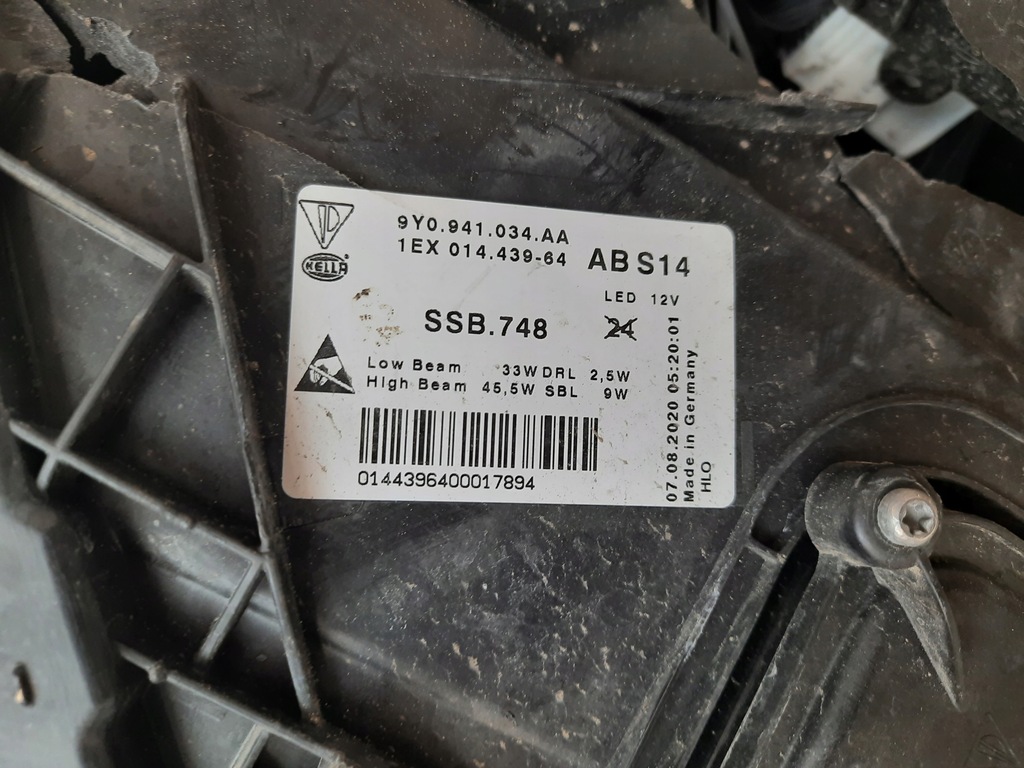 9Y0.941.034.AA
1EX 014.439-64
AB S14
HELLA
LED 12V
SSB.748
24
Low Beam 33W DRL 2,5W
High Beam 45,5W SBL 9W
0144396400017894
07.08.2020 05:20:01
Made in Germany
HLO